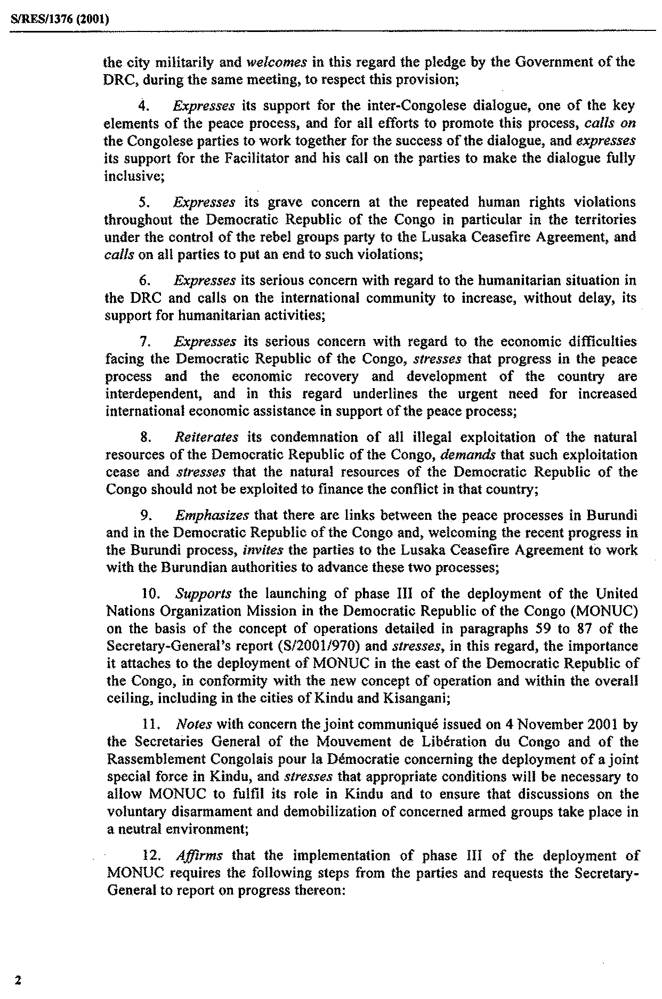 S/RES/1376 (2001)
the city militarily and welcomes in this regard the pledge by the Government of the
DRC, during the same meeting, to respect this provision;
4. Expresses its support for the inter-Congolese dialogue, one of the key
elements of the peace process, and for all efforts to promote this process, calls on
the Congolese parties to work together for the success of the dialogue, and expresses
its support for the Facilitator and his call on the parties to make the dialogue fully
inclusive;
5. Expresses its grave concern at the repeated human rights violations
throughout the Democratic Republic of the Congo in particular in the territories
under the control of the rebel groups party to the Lusaka Ceasefire Agreement, and
calls on all parties to put an end to such violations;
6. Expresses its serious concern with regard to the humanitarian situation in
the DRC and calls on the international community to increase, without delay, its
support for humanitarian activities;
7. Expresses its serious concern with regard to the economic difficulties
facing the Democratic Republic of the Congo, stresses that progress in the peace
process and the economic recovery and development of the country are
interdependent, and in this regard underlines the urgent need for increased
international economic assistance in support of the peace process;
8. Reiterates its condemnation of all illegal exploitation of the natural
resources of the Democratic Republic of the Congo, demands that such exploitation
cease and stresses that the natural resources of the Democratic Republic of the
Congo should not be exploited to finance the conflict in that country;
9. Emphasizes that there are links between the peace processes in Burundi
and in the Democratic Republic of the Congo and, welcoming the recent progress in
the Burundi process, invites the parties to the Lusaka Ceasefire Agreement to work
with the Burundian authorities to advance these two processes;
10. Supports the launching of phase III of the deployment of the United
Nations Organization Mission in the Democratic Republic of the Congo (MONUC)
on the basis of the concept of operations detailed in paragraphs 59 to 87 of the
Secretary-General's report (S/2001/970) and stresses, in this regard, the importance
it attaches to the deployment of MONUC in the east of the Democratic Republic of
the Congo, in conformity with the new concept of operation and within the overall
ceiling, including in the cities of Kindu and Kisangani;
11. Notes with concern the joint communiqué issued on 4 November 2001 by
the Secretaries General of the Mouvement de Libération du Congo and of the
Rassemblement Congolais pour la Démocratie concerning the deployment of a joint
special force in Kindu, and stresses that appropriate conditions will be necessary to
allow MONUC to fulfil its role in Kindu and to ensure that discussions on the
voluntary disarmament and demobilization of concerned armed groups take place in
a neutral environment;
12. Affirms that the implementation of phase III of the deployment of
MONUC requires the following steps from the parties and requests the Secretary-
General to report on progress thereon:
2